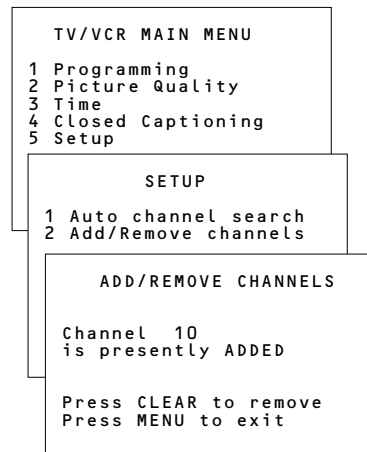 TV/VCR MAIN MENU
1 Programming
2 Picture Quality
3 Time
4 Closed Captioning
5 Setup
SETUP
1 Auto channel search
2 Add/Remove channels
ADD/REMOVE CHANNELS
Channel 10
is presently ADDED
Press CLEAR to remove
Press MENU to exit